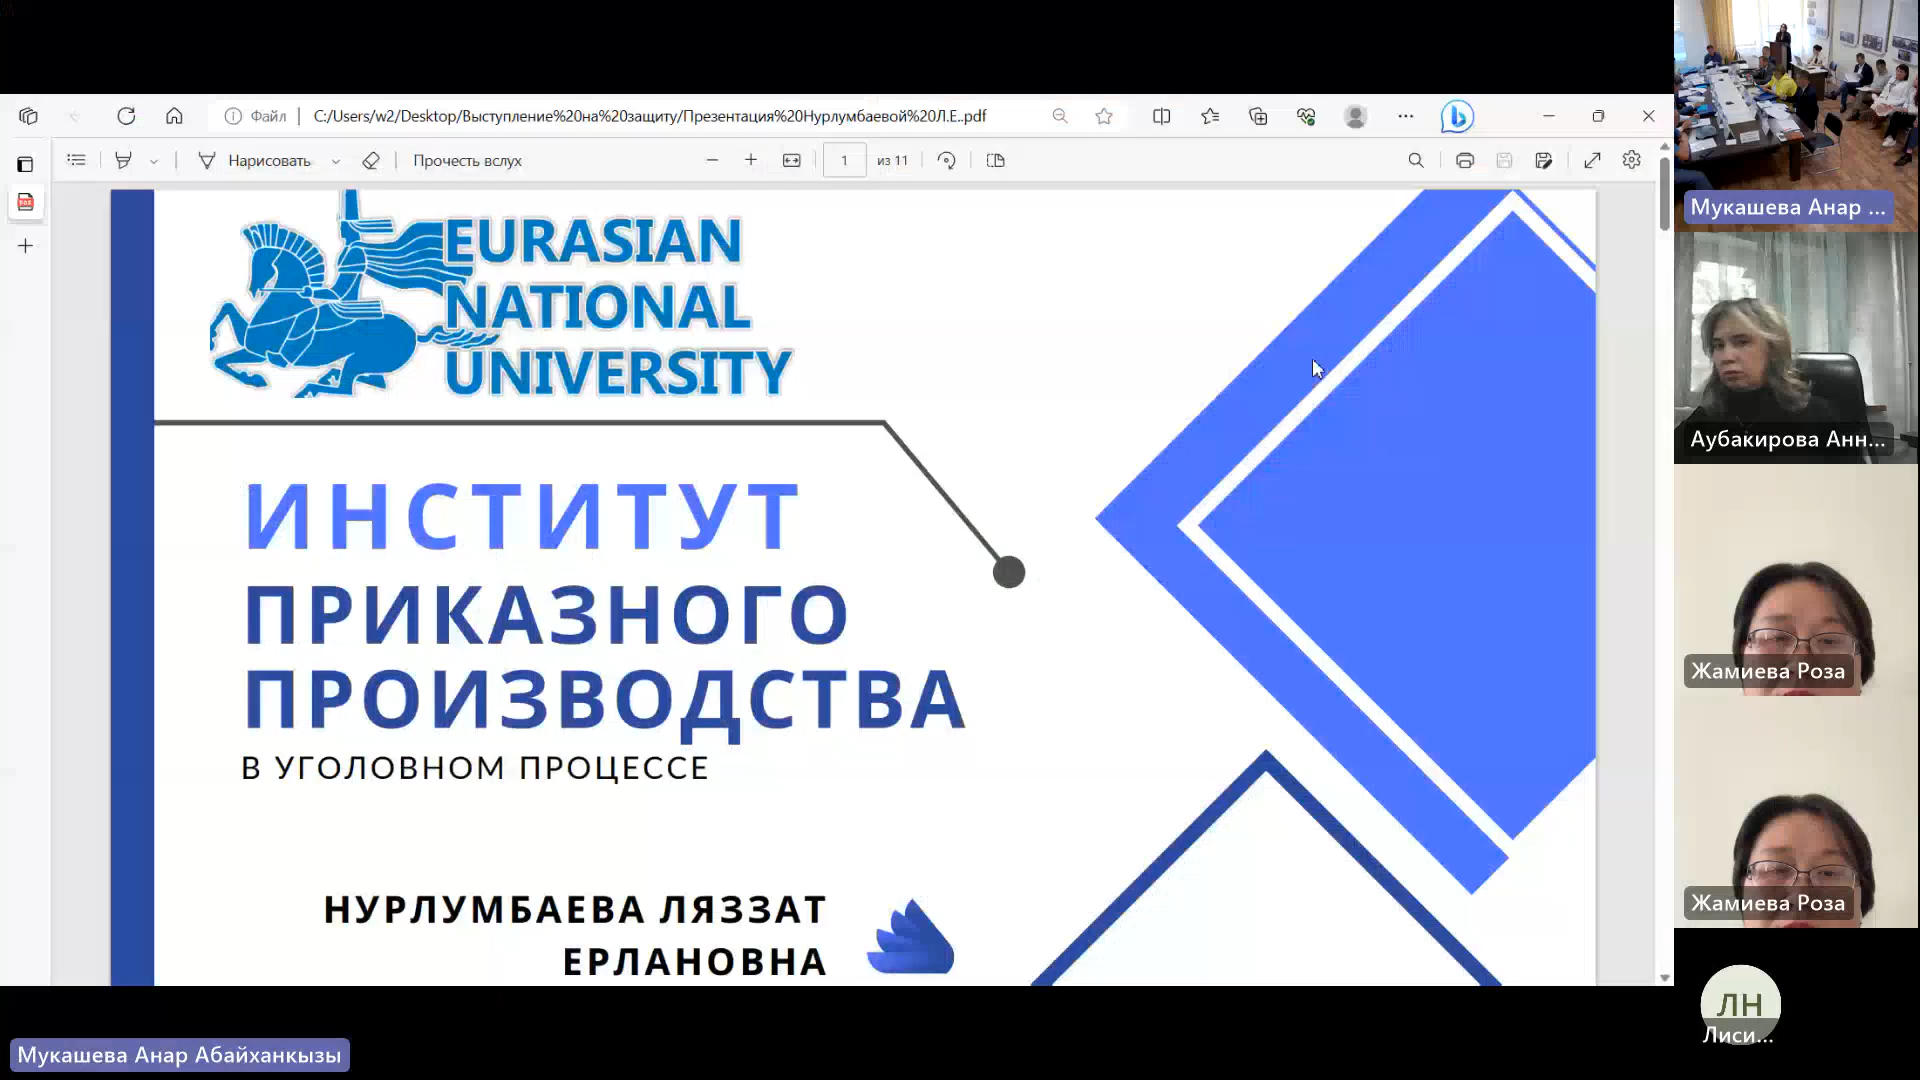 Файл
C:/Users/w2/Desktop/Выступление%20на%20защиту/Презентация%20Нурлумбаевой%20Л.Е..pdf
Нарисовать
Прочесть вслух
1 из 11
EURASIAN
NATIONAL
UNIVERSITY
ИНСТИТУТ
ПРИКАЗНОГО
ПРОИЗВОДСТВА
В УГОЛОВНОМ ПРОЦЕССЕ
НУРЛУМБАЕВА ЛЯЗЗАТ
ЕРЛАНОВНА
Мукашева Анар Абайханкызы
Мукашева Анар ...
Аубакирова Анн...
Жамиева Роза
Жамиева Роза
ЛН
Лиси...